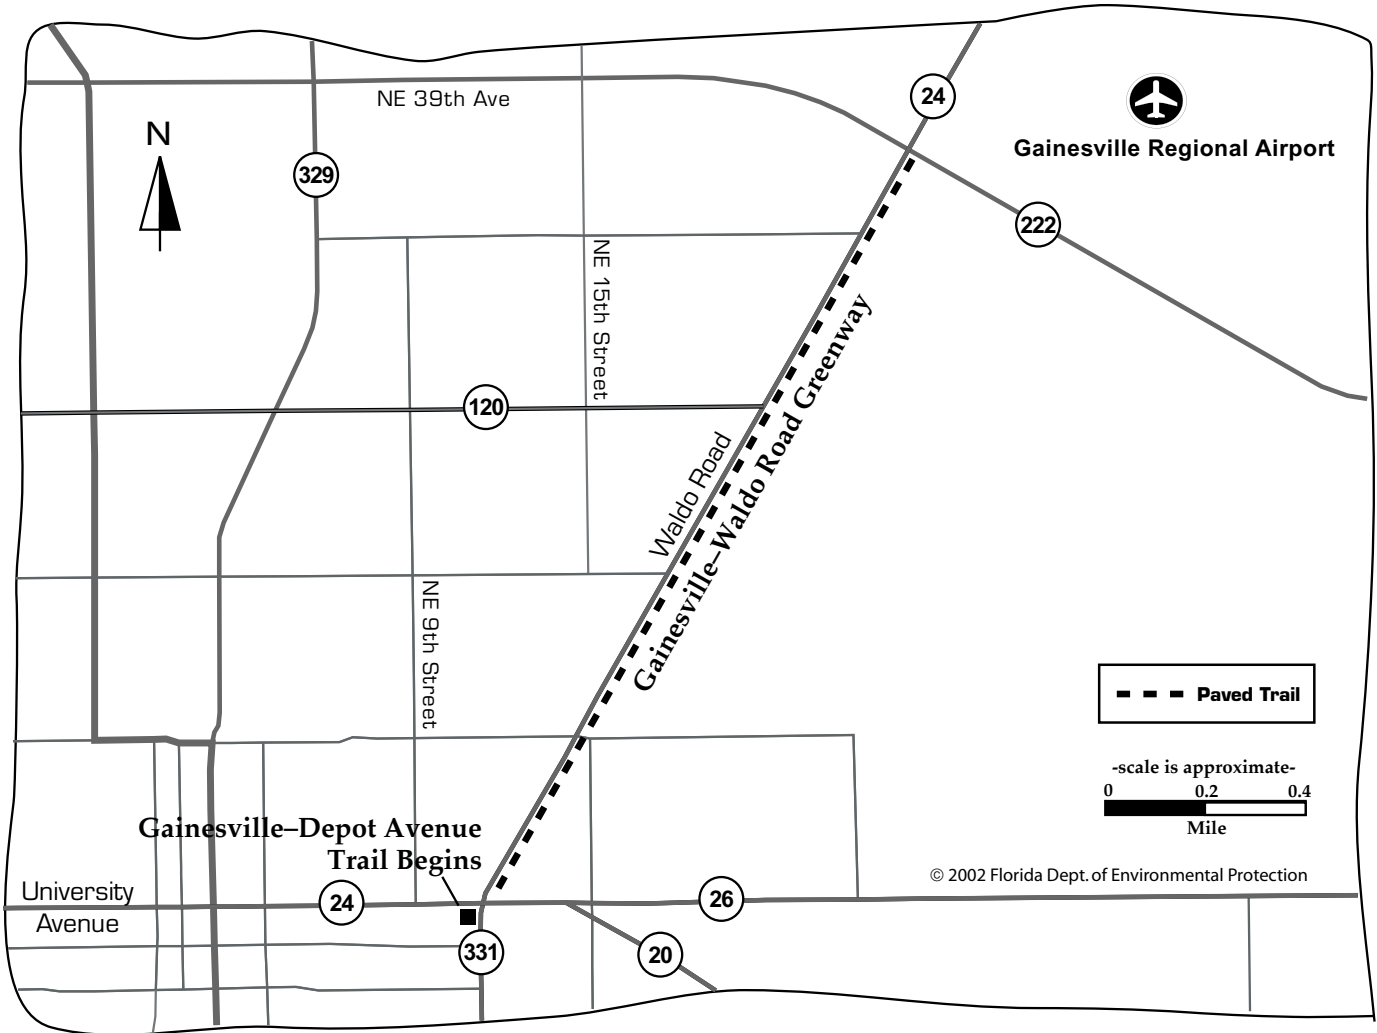 24
NE 39th Ave
N
Gainesville Regional Airport
329
222
NE 15th Street
120
Waldo Road
Gainesville–Waldo Road Greenway
NE 9th Street
Paved Trail
-scale is approximate-
0 0.2 0.4
Mile
Gainesville–Depot Avenue
Trail Begins
© 2002 Florida Dept. of Environmental Protection
University
Avenue
24
26
331
20